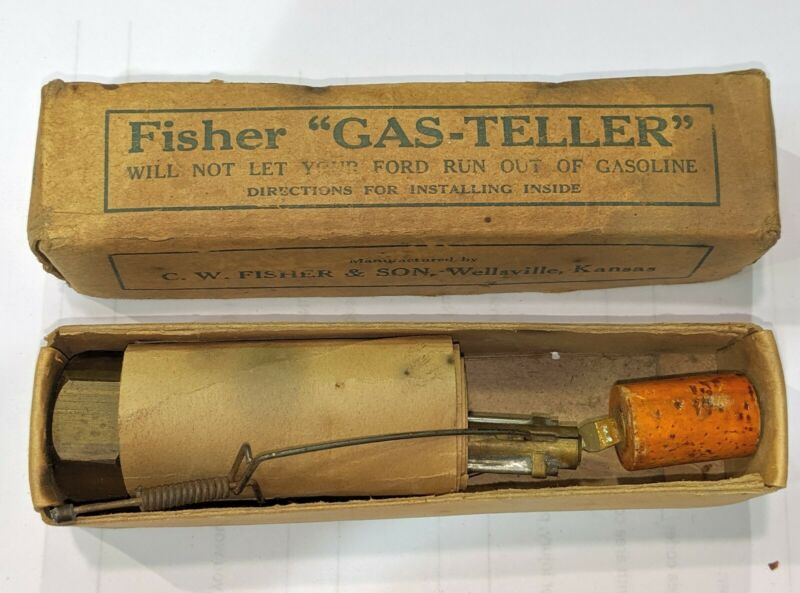 Fisher "GAS-TELLER"
WILL NOT LET YOUR FORD RUN OUT OF GASOLINE
DIRECTIONS FOR INSTALLING INSIDE
Manufactured by
C. W. FISHER & SON, Wellsville, Kansas